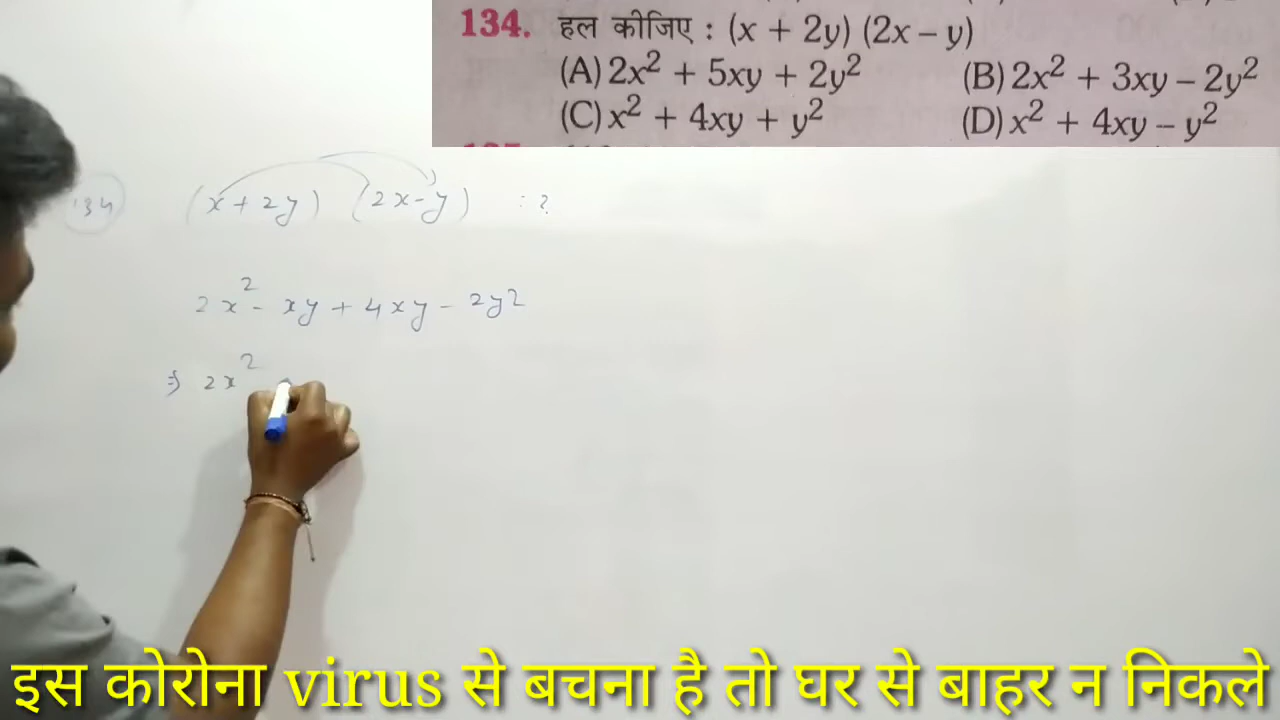 134. हल कीजिए : (x + 2y) (2x – y)
(A) 2x² + 5xy + 2y² (B) 2x² + 3xy – 2y²
(C) x² + 4xy + y² (D) x² + 4xy – y²
134 (x + 2y) (2x - y) : ?
2x² - xy + 4xy - 2y2
⇒ 2x²
इस कोरोना virus से बचना है तो घर से बाहर न निकले